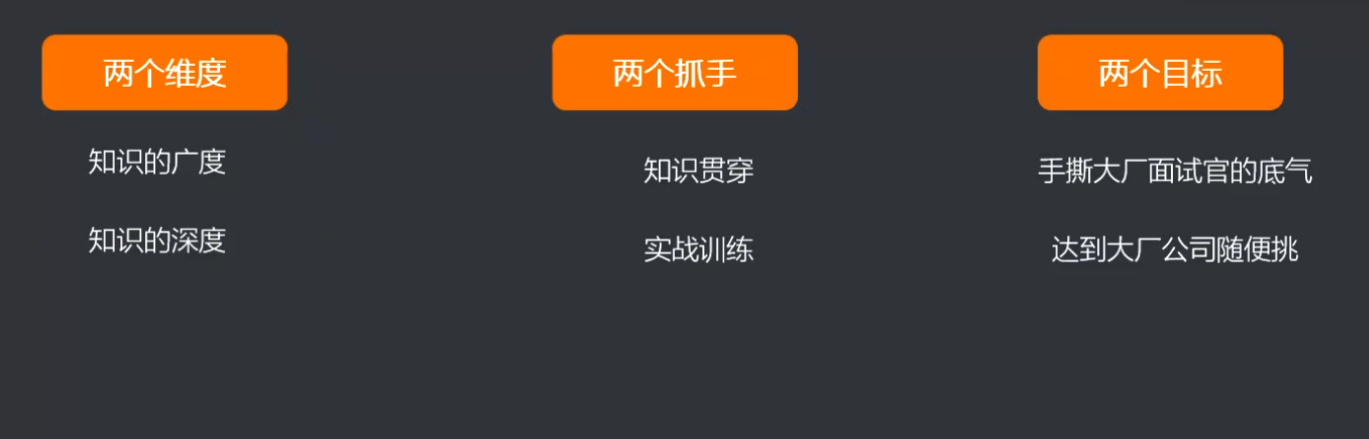 两个维度
知识的广度
知识的深度
两个抓手
知识贯穿
实战训练
两个目标
手撕大厂面试官的底气
达到大厂公司随便挑